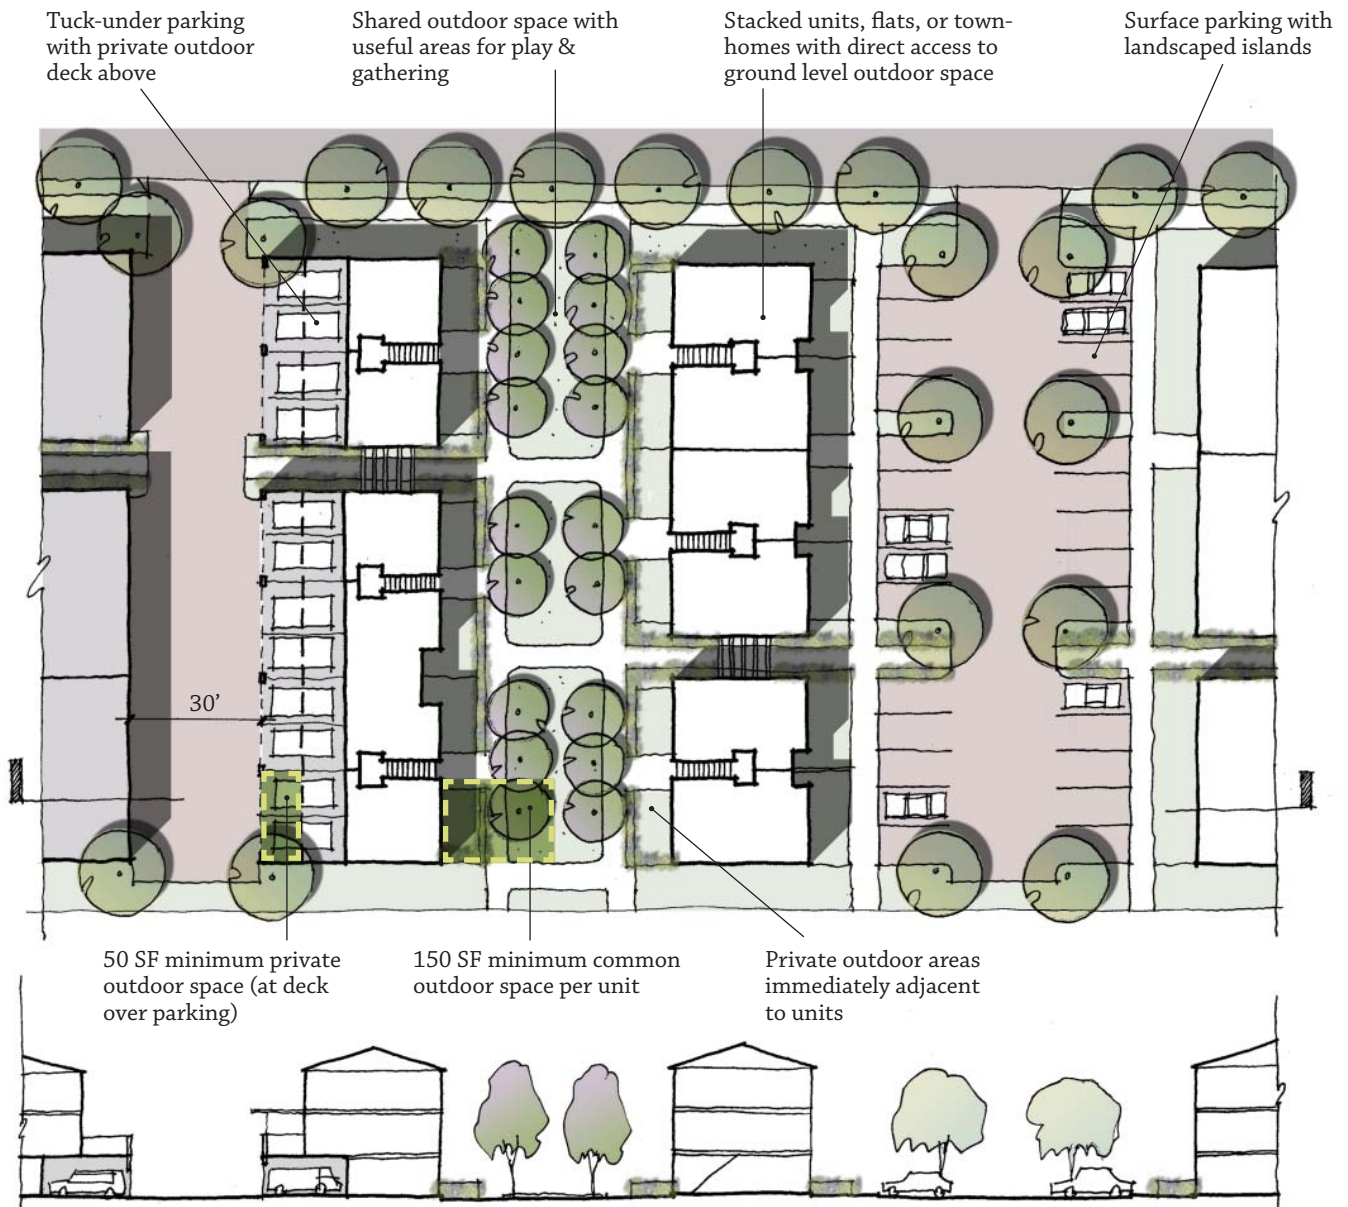 Tuck-under parking
with private outdoor
deck above
Shared outdoor space with
useful areas for play &
gathering
Stacked units, flats, or town-
homes with direct access to
ground level outdoor space
Surface parking with
landscaped islands
30’
50 SF minimum private
outdoor space (at deck
over parking)
150 SF minimum common
outdoor space per unit
Private outdoor areas
immediately adjacent
to units